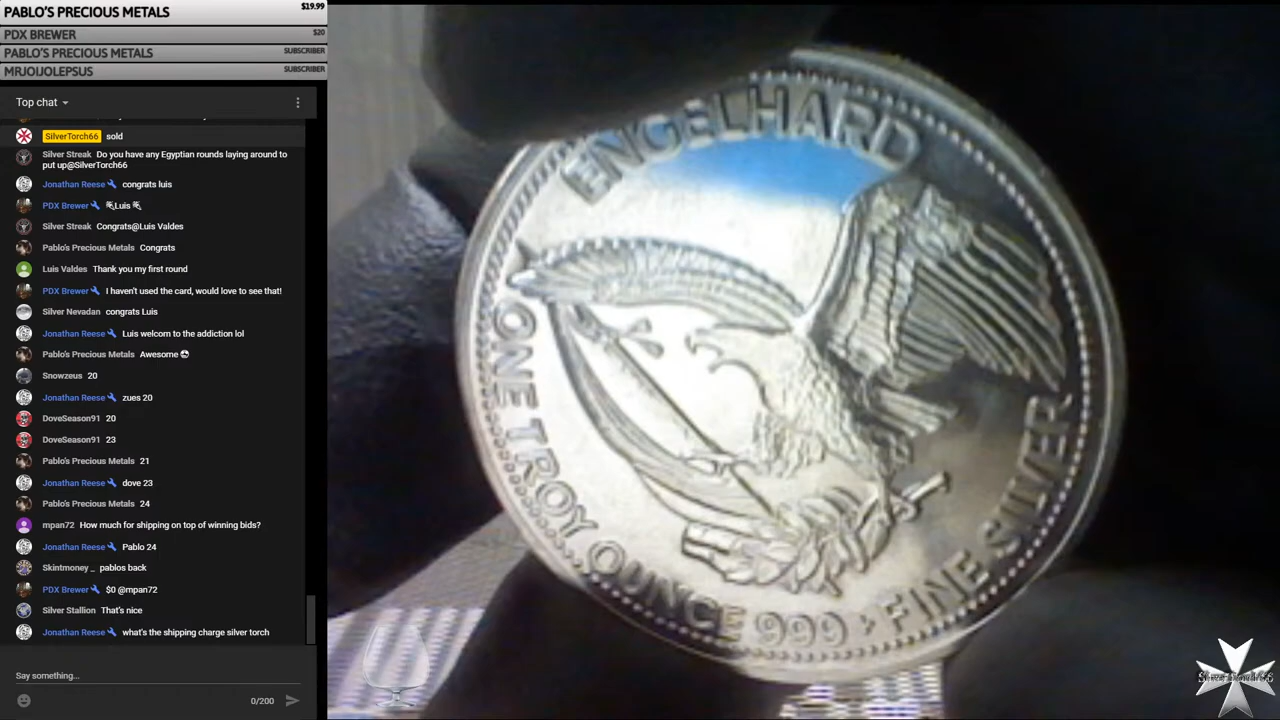 PABLO'S PRECIOUS METALS $19.99
PDX BREWER $20
PABLO'S PRECIOUS METALS SUBSCRIBER
MRJOIJOLEPSUS SUBSCRIBER
Top chat
SilverTorch66 sold
Silver Streak Do you have any Egyptian rounds laying around to
put up@SilverTorch66
Jonathan Reese congrats luis
PDX Brewer Luis
Silver Streak Congrats@Luis Valdes
Pablo's Precious Metals Congrats
Luis Valdes Thank you my first round
PDX Brewer I haven't used the card, would love to see that!
Silver Nevadan congrats Luis
Jonathan Reese Luis welcom to the addiction lol
Pablo's Precious Metals Awesome
Snowzeus 20
Jonathan Reese zues 20
DoveSeason91 20
DoveSeason91 23
Pablo's Precious Metals 21
Jonathan Reese dove 23
Pablo's Precious Metals 24
mpan72 How much for shipping on top of winning bids?
Jonathan Reese Pablo 24
Skintmoney _ pablos back
PDX Brewer $0 @mpan72
Silver Stallion That's nice
Jonathan Reese what's the shipping charge silver torch
Say something...
0/200
ENGELHARD
ONE TROY OUNCE 999 FINE SILVER